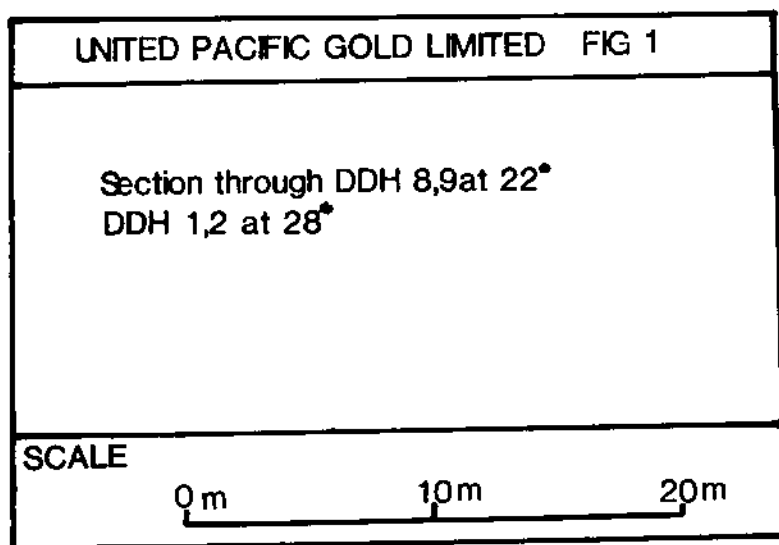 UNITED PACIFIC GOLD LIMITED FIG 1
Section through DDH 8,9at 22°
DDH 1,2 at 28°
SCALE
0 m 10m 20m